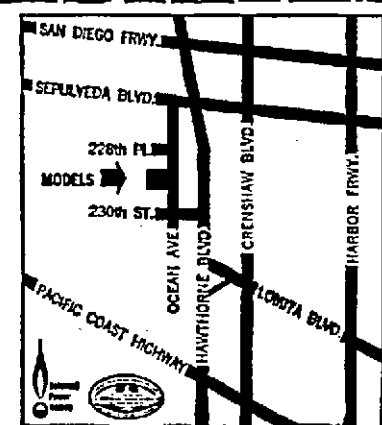 SAN DIEGO FRWY.
SEPULVEDA BLVD.
228th PL.
MODELS
230th ST.
OCEAN AVE.
HAWTHORNE BLVD.
CRENSHAW BLVD.
HARBOR FRWY.
LOMITA BLVD.
PACIFIC COAST HIGHWAY